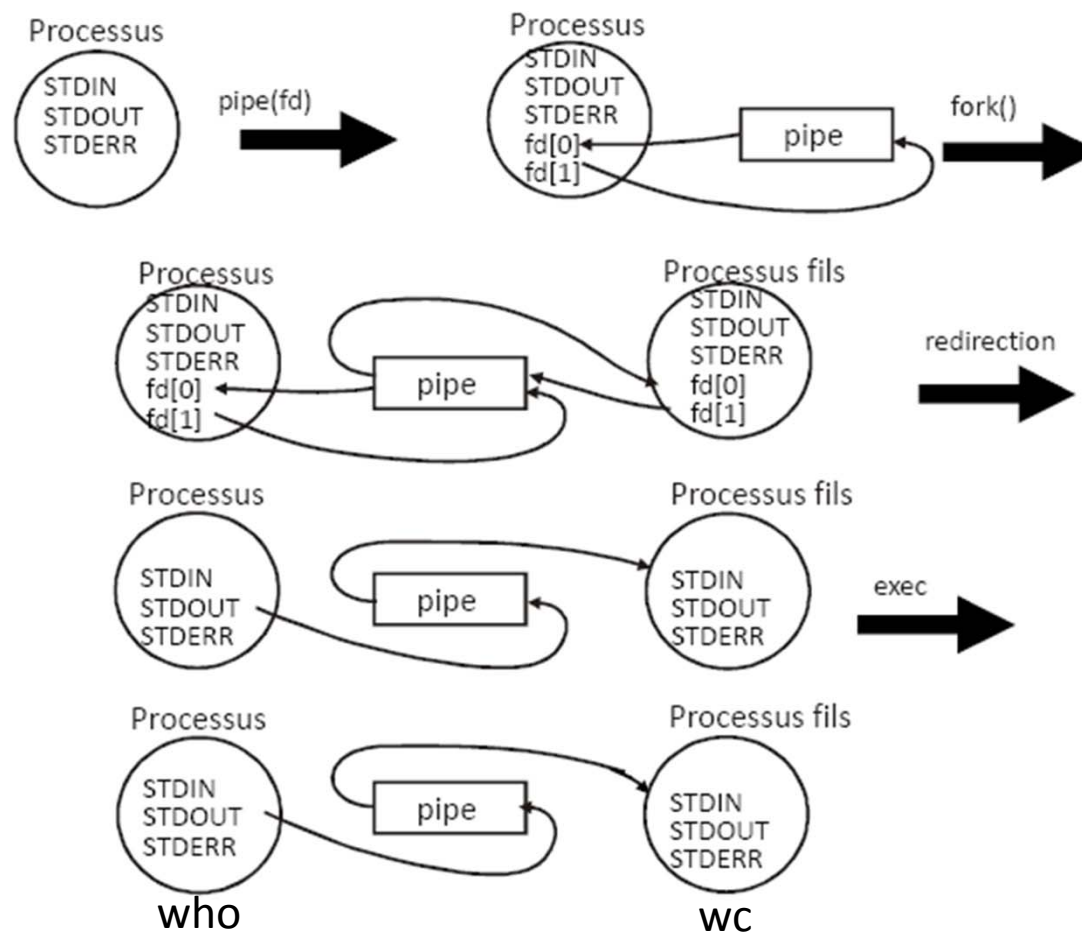 Processus
STDIN
STDOUT
STDERR
pipe(fd)
Processus
STDIN
STDOUT
STDERR
fd[0]
fd[1]
pipe
fork()
Processus
STDIN
STDOUT
STDERR
fd[0]
fd[1]
pipe
Processus fils
STDIN
STDOUT
STDERR
fd[0]
fd[1]
redirection
Processus
STDIN
STDOUT
STDERR
pipe
Processus fils
STDIN
STDOUT
STDERR
exec
Processus
STDIN
STDOUT
STDERR
who
pipe
Processus fils
STDIN
STDOUT
STDERR
wc